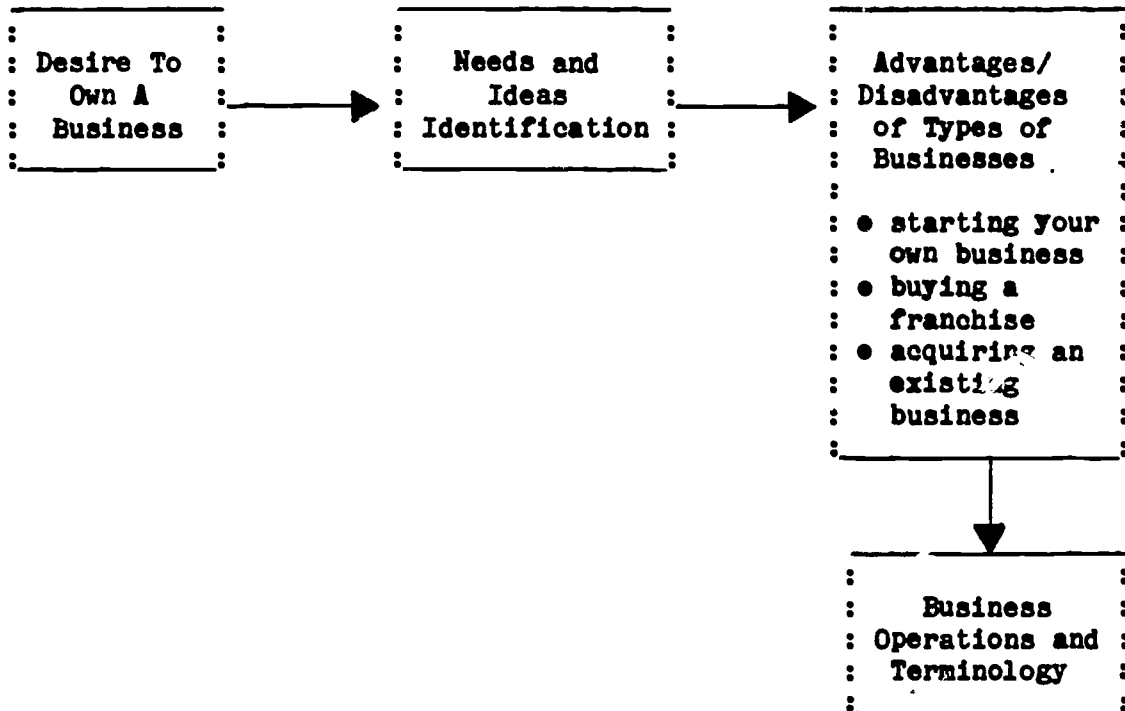 Desire To
Own A
Business
Needs and
Ideas
Identification
Advantages/
Disadvantages
of Types of
Businesses
● starting your
own business
● buying a
franchise
● acquiring an
existing
business
Business
Operations and
Terminology